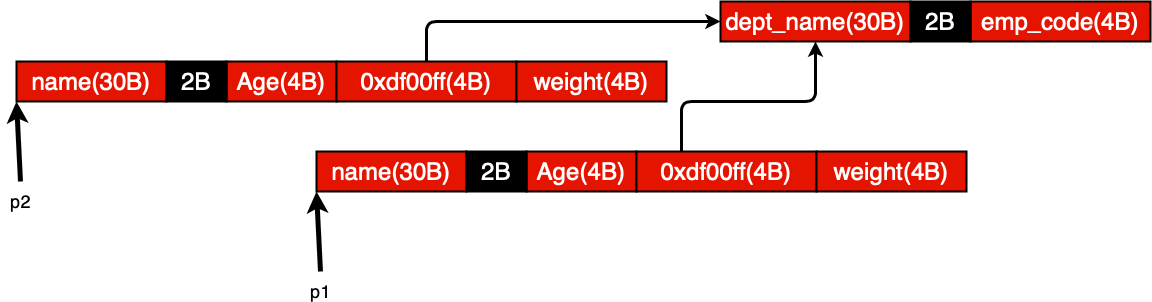 dept_name(30B) 2B emp_code(4B)
name(30B) 2B Age(4B) 0xdf00ff(4B) weight(4B)
name(30B) 2B Age(4B) 0xdf00ff(4B) weight(4B)
p2
p1